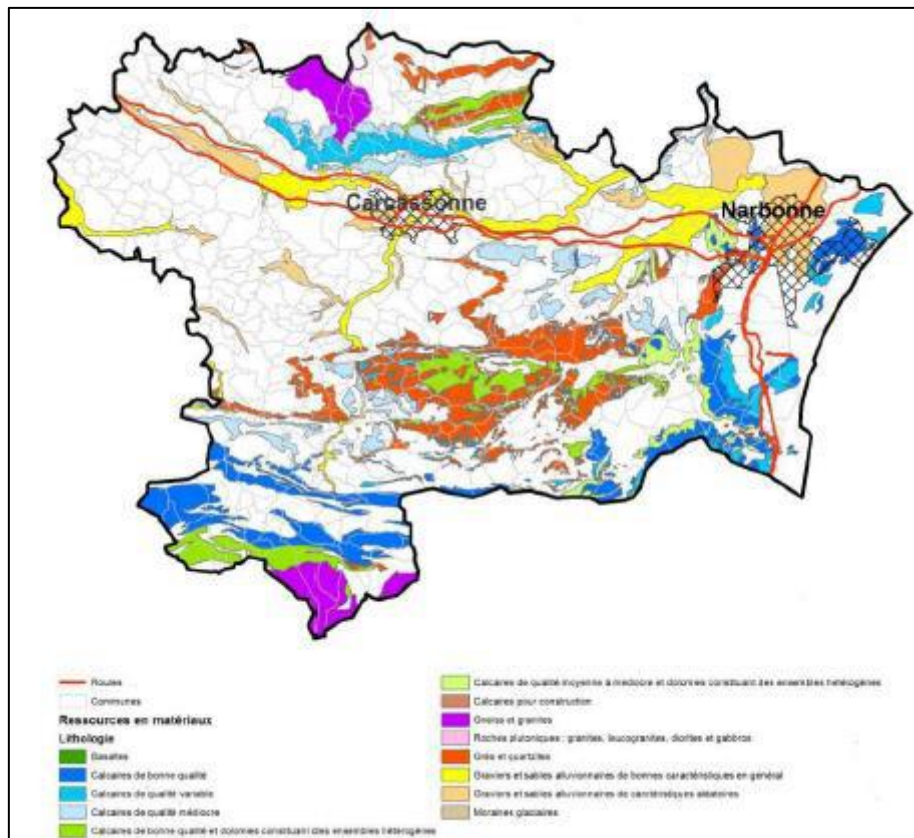 Carcassonne
Narbonne
Routes
Communes
Ressources en matériaux
Lithologie
Basaltes
Calcaires de bonne qualité
Calcaires de qualité variable
Calcaires de qualité médiocre
Calcaires de bonne qualité et dolomies constituant des ensembles hétérogènes
Calcaires de qualité moyenne à médiocre et dolomies constituant des ensembles hétérogènes
Calcaires pour construction
Gneiss et granites
Roches plutoniques : granites, leucogranites, diorites et gabbros
Grès et quartzites
Graviers et sables alluvionnaires de bonnes caractéristiques en général
Graviers et sables alluvionnaires de caractéristiques aléatoires
Moraines glaciaires